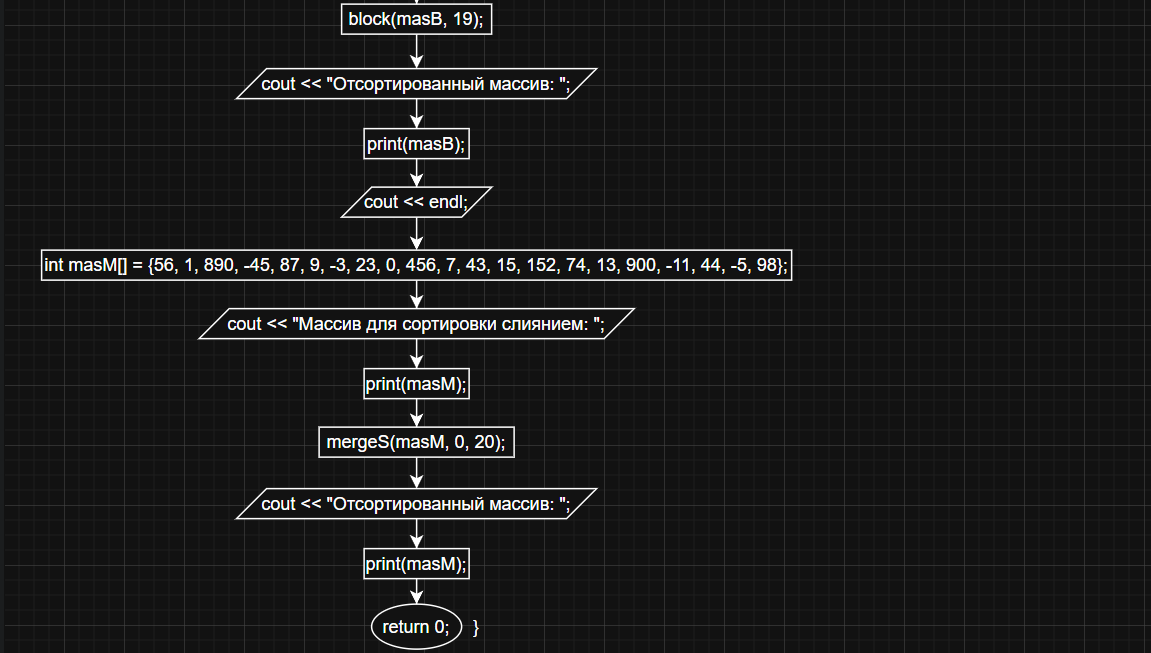 block(masB, 19);
cout << "Отсортированный массив: ";
print(masB);
cout << endl;
int masM[] = {56, 1, 890, -45, 87, 9, -3, 23, 0, 456, 7, 43, 15, 152, 74, 13, 900, -11, 44, -5, 98};
cout << "Массив для сортировки слиянием: ";
print(masM);
mergeS(masM, 0, 20);
cout << "Отсортированный массив: ";
print(masM);
return 0; }